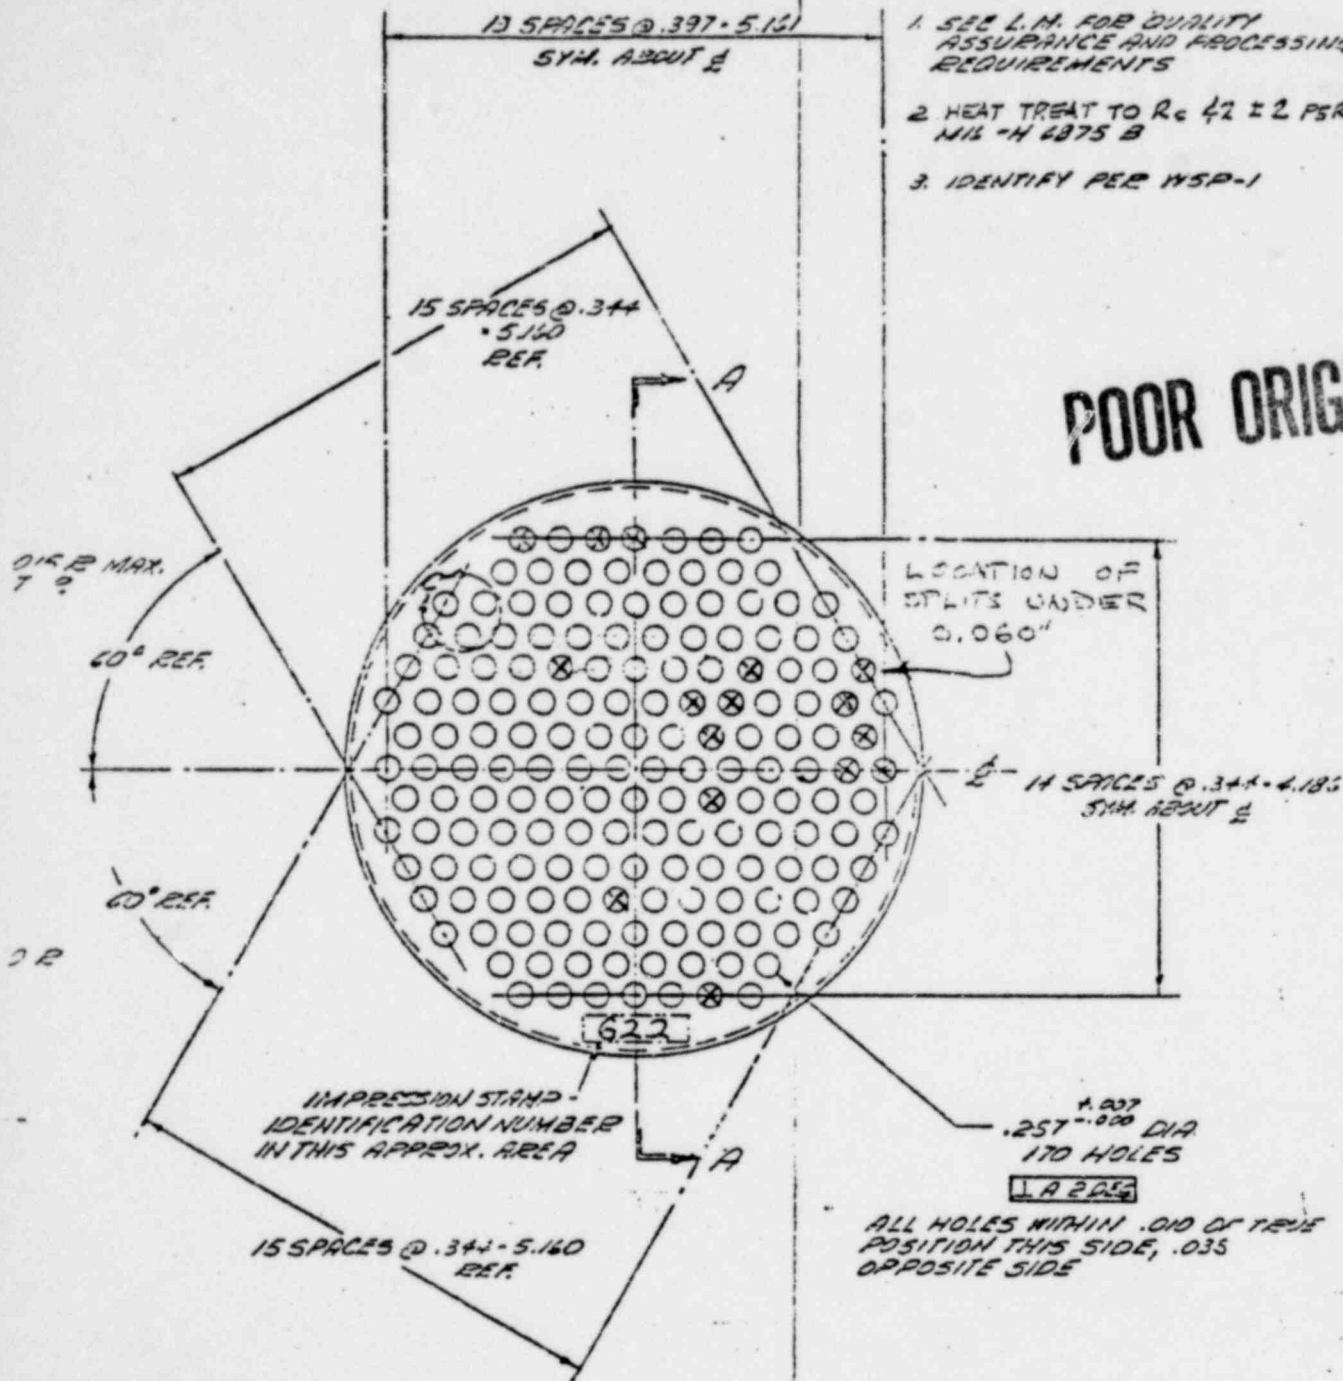 13 SPACES @ .397 - 5.161
SYM. ABOUT ℄
1. SEE L.M. FOR QUALITY
ASSURANCE AND PROCESSING
REQUIREMENTS
2 HEAT TREAT TO Rc 42 ± 2 PER
MIL-H 6875 B
3. IDENTIFY PER WSP-1
15 SPACES @ .344
- 5.160
REF.
A
POOR ORIG
R MAX.
60° REF.
LOCATION OF
SPLITS UNDER
0.060"
℄
14 SPACES @ .344 -
SYM. ABOUT ℄
60° REF.
R
622
IMPRESSION STAMP
IDENTIFICATION NUMBER
IN THIS APPROX. AREA
A
.257 +.007 -.000 DIA
170 HOLES
⊥ A 2 DEG
ALL HOLES WITHIN .010 OF TRUE
POSITION THIS SIDE, .035
OPPOSITE SIDE
15 SPACES @ .344 - 5.160
REF.